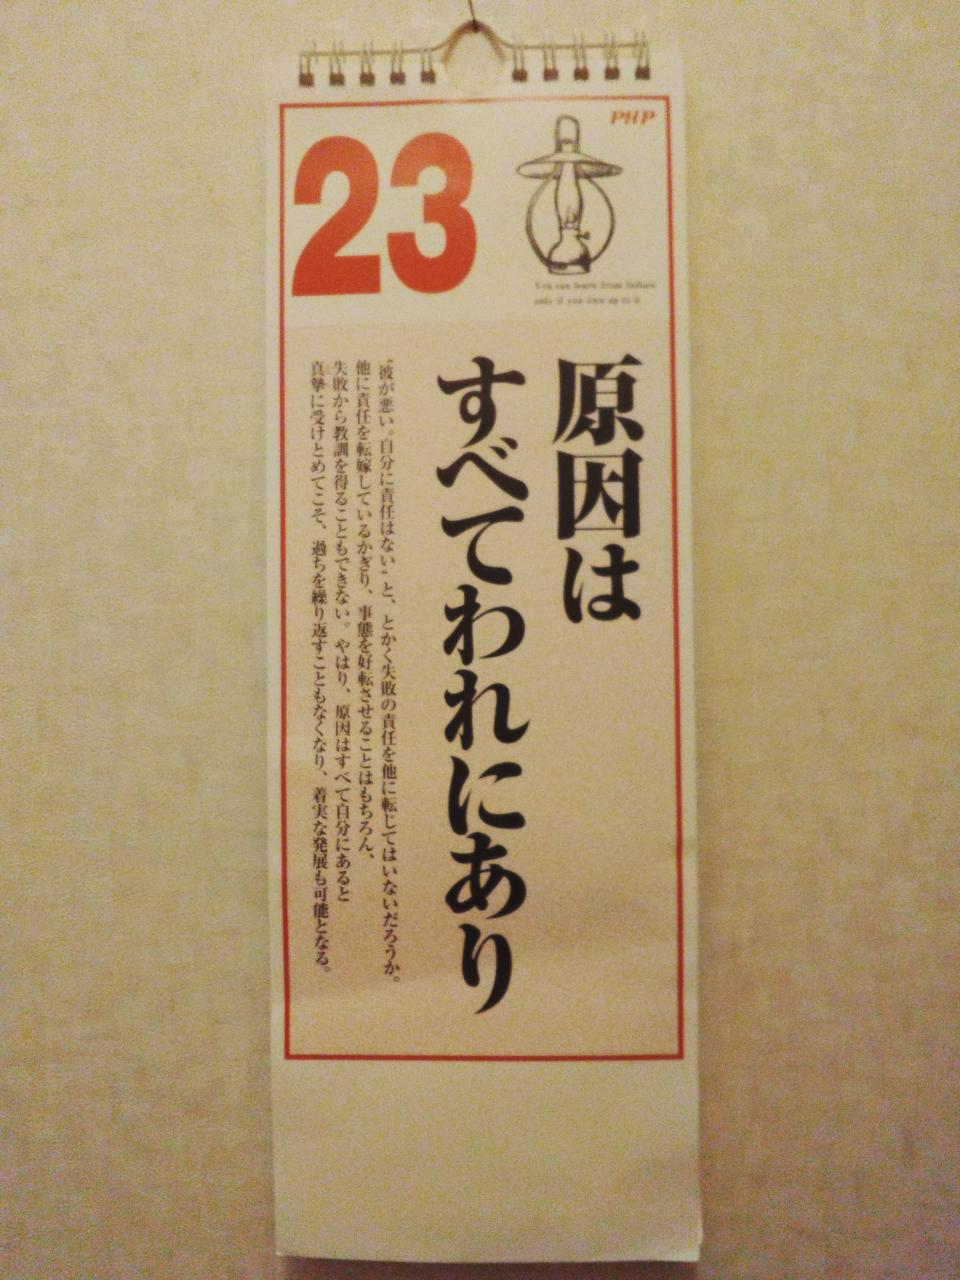 23
PHP
You can learn from failure
only if you own up to it.
原因は
すべてわれにあり
“彼が悪い。自分に責任はない”と、とかく失敗の責任を他に転じてはいないだろうか。
他に責任を転嫁しているかぎり、事態を好転させることはもちろん、
失敗から教訓を得ることもできない。やはり、原因はすべて自分にあると
真摯に受けとめてこそ、過ちを繰り返すこともなくなり、着実な発展も可能となる。